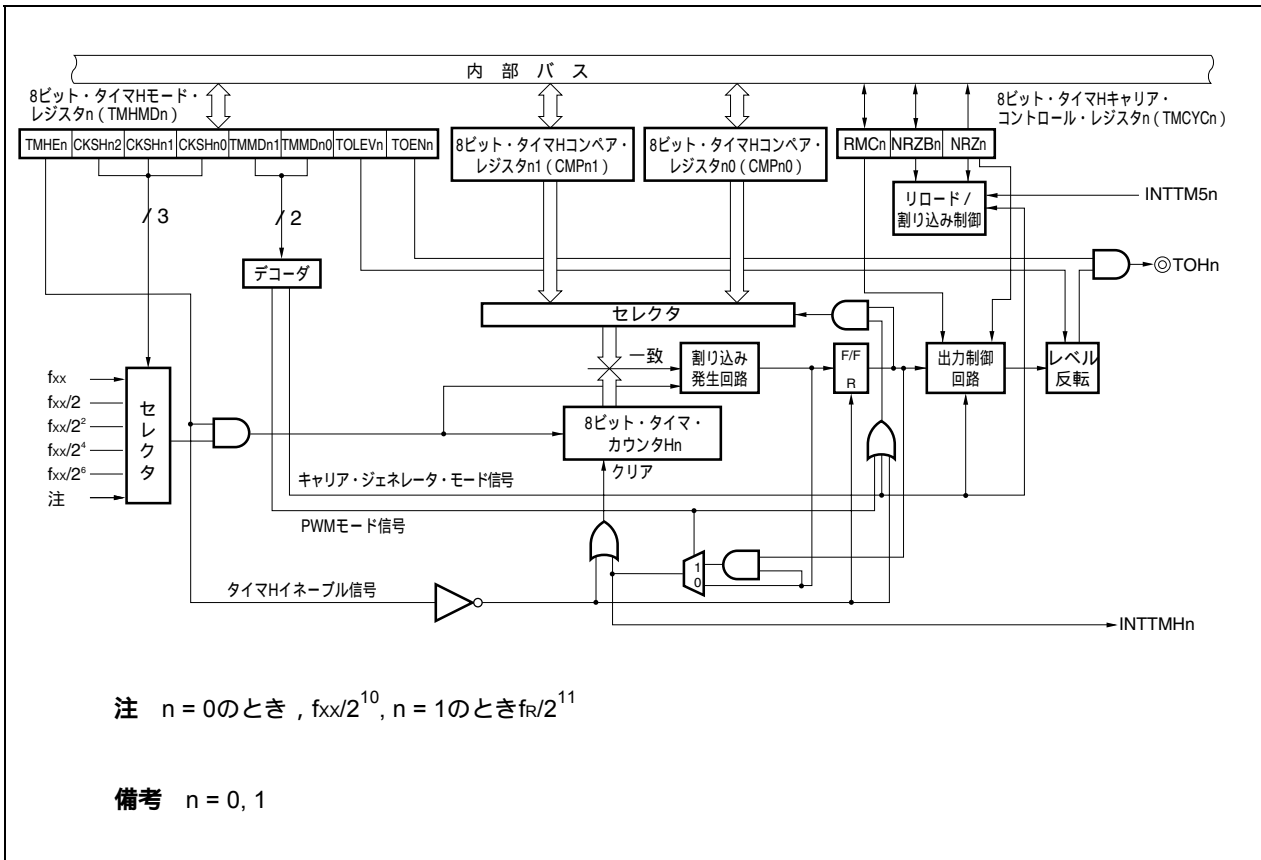 内 部 バ ス
8ビット・タイマHモード・
レジスタn（TMHMDn）
8ビット・タイマHキャリア・
コントロール・レジスタn（TMCYCn）
TMHEn CKSHn2 CKSHn1 CKSHn0 TMMDn1 TMMDn0 TOLEVn TOENn
8ビット・タイマHコンペア・
レジスタn1（CMPn1）
8ビット・タイマHコンペア・
レジスタn0（CMPn0）
RMCn NRZBn NRZn
リロード／
割り込み制御
INTTM5n
3
2
デコーダ
TOHn
セレクタ
一致
割り込み
発生回路
F/F
R
出力制御
回路
レベル
反転
fxx
fxx/2
fxx/2²
fxx/2⁴
fxx/2⁶
注
セレクタ
8ビット・タイマ・
カウンタHn
クリア
キャリア・ジェネレータ・モード信号
PWMモード信号
1
0
タイマHイネーブル信号
INTTMHn
注 n = 0のとき，fxx/2¹⁰, n = 1のときfR/2¹¹
備考 n = 0, 1